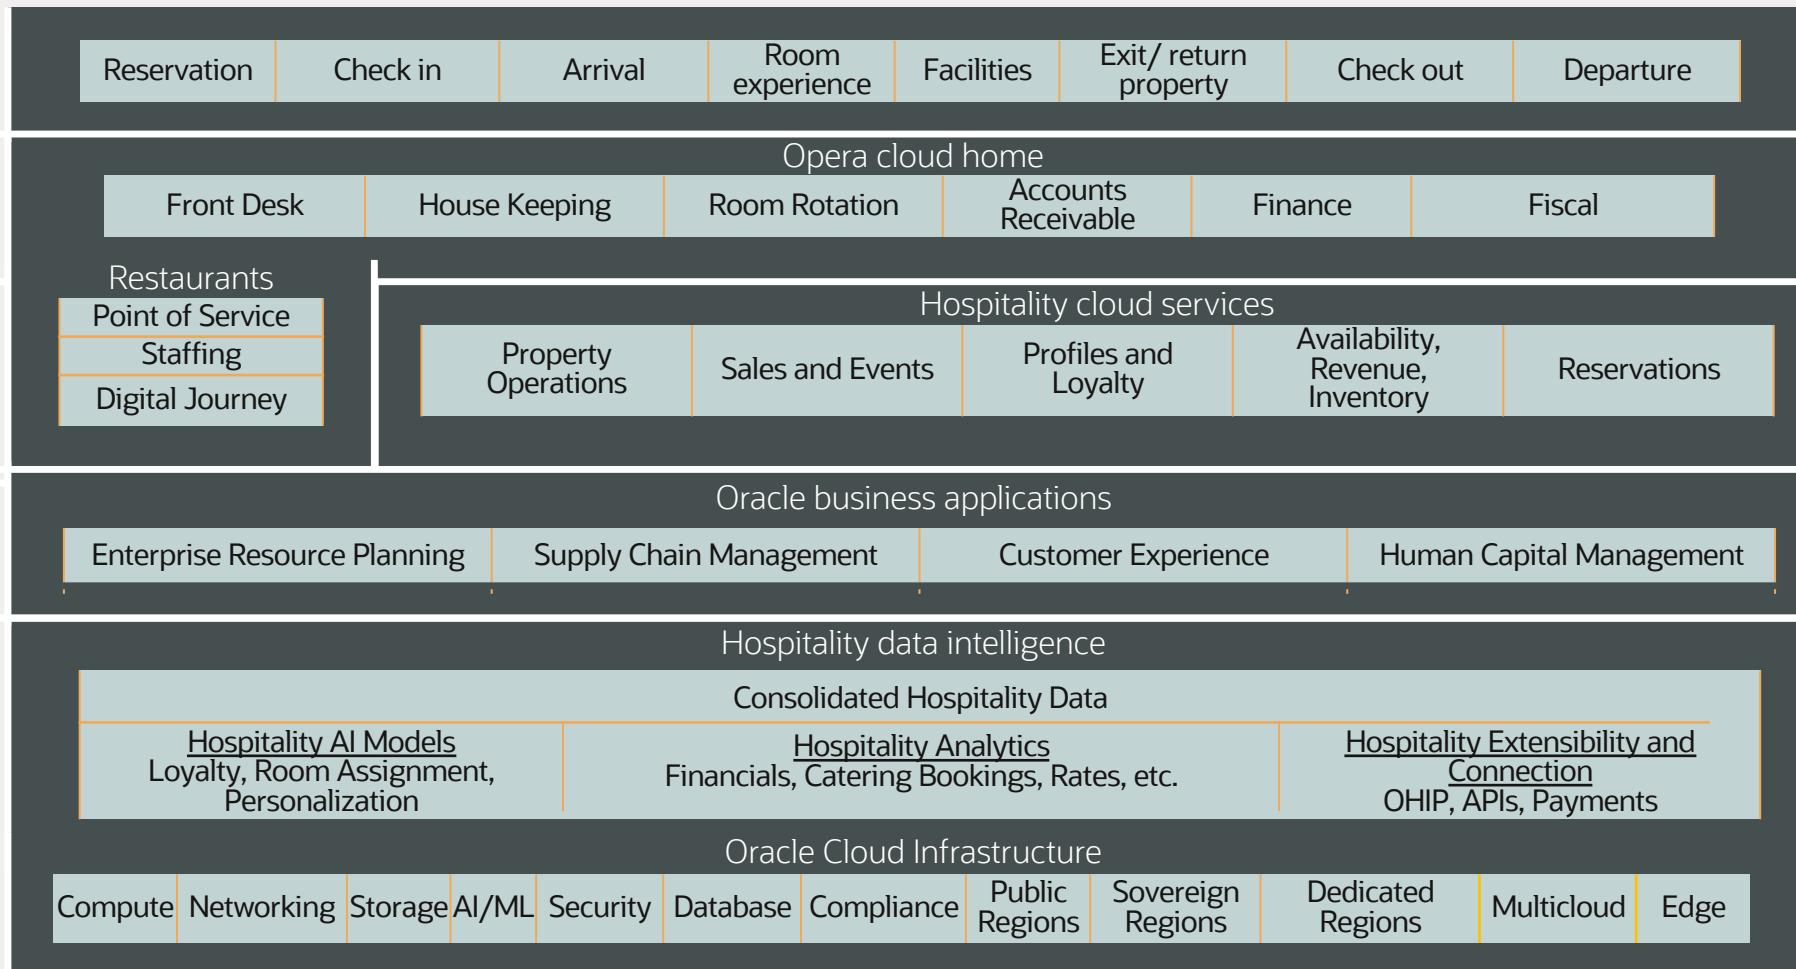 Reservation
Check in
Arrival
Room
experience
Facilities
Exit/ return
property
Check out
Departure
Opera cloud home
Front Desk
House Keeping
Room Rotation
Accounts
Receivable
Finance
Fiscal
Restaurants
Point of Service
Staffing
Digital Journey
Hospitality cloud services
Property
Operations
Sales and Events
Profiles and
Loyalty
Availability,
Revenue,
Inventory
Reservations
Oracle business applications
Enterprise Resource Planning
Supply Chain Management
Customer Experience
Human Capital Management
Hospitality data intelligence
Consolidated Hospitality Data
Hospitality AI Models
Loyalty, Room Assignment,
Personalization
Hospitality Analytics
Financials, Catering Bookings, Rates, etc.
Hospitality Extensibility and
Connection
OHIP, APIs, Payments
Oracle Cloud Infrastructure
Compute
Networking
Storage
AI/ML
Security
Database
Compliance
Public
Regions
Sovereign
Regions
Dedicated
Regions
Multicloud
Edge